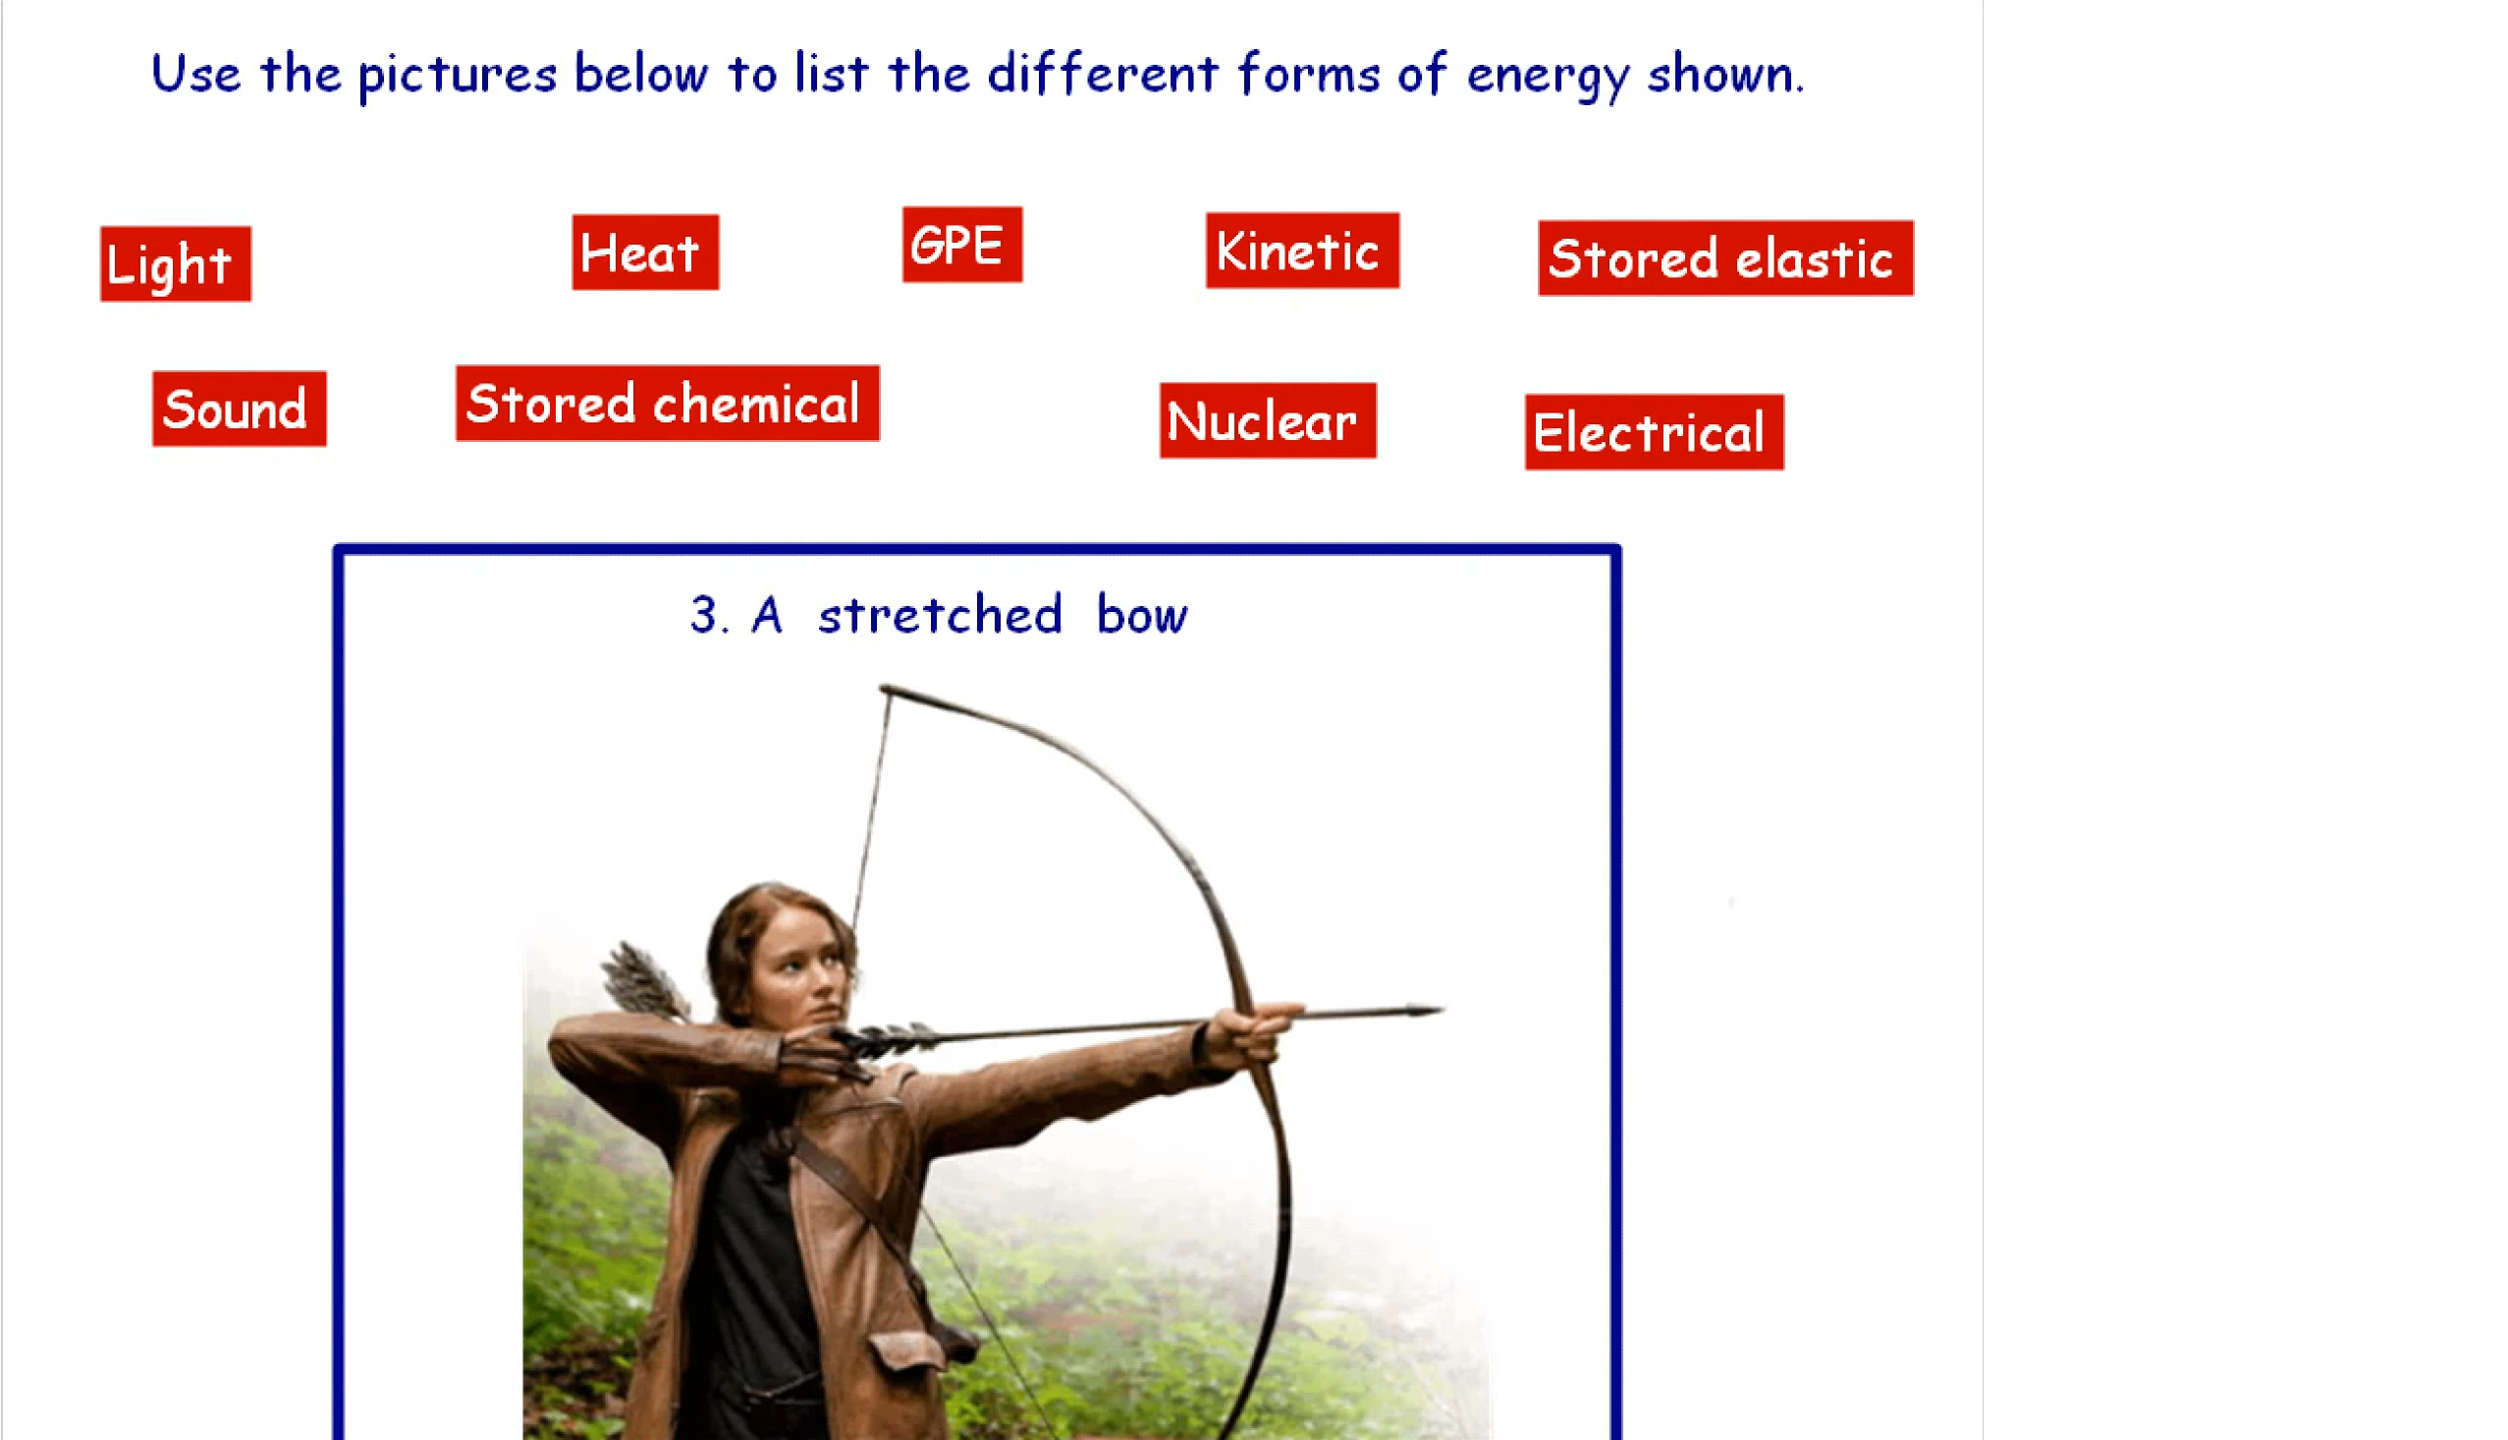 Use the pictures below to list the different forms of energy shown.
Light Heat GPE Kinetic Stored elastic
Sound Stored chemical Nuclear Electrical
3. A stretched bow